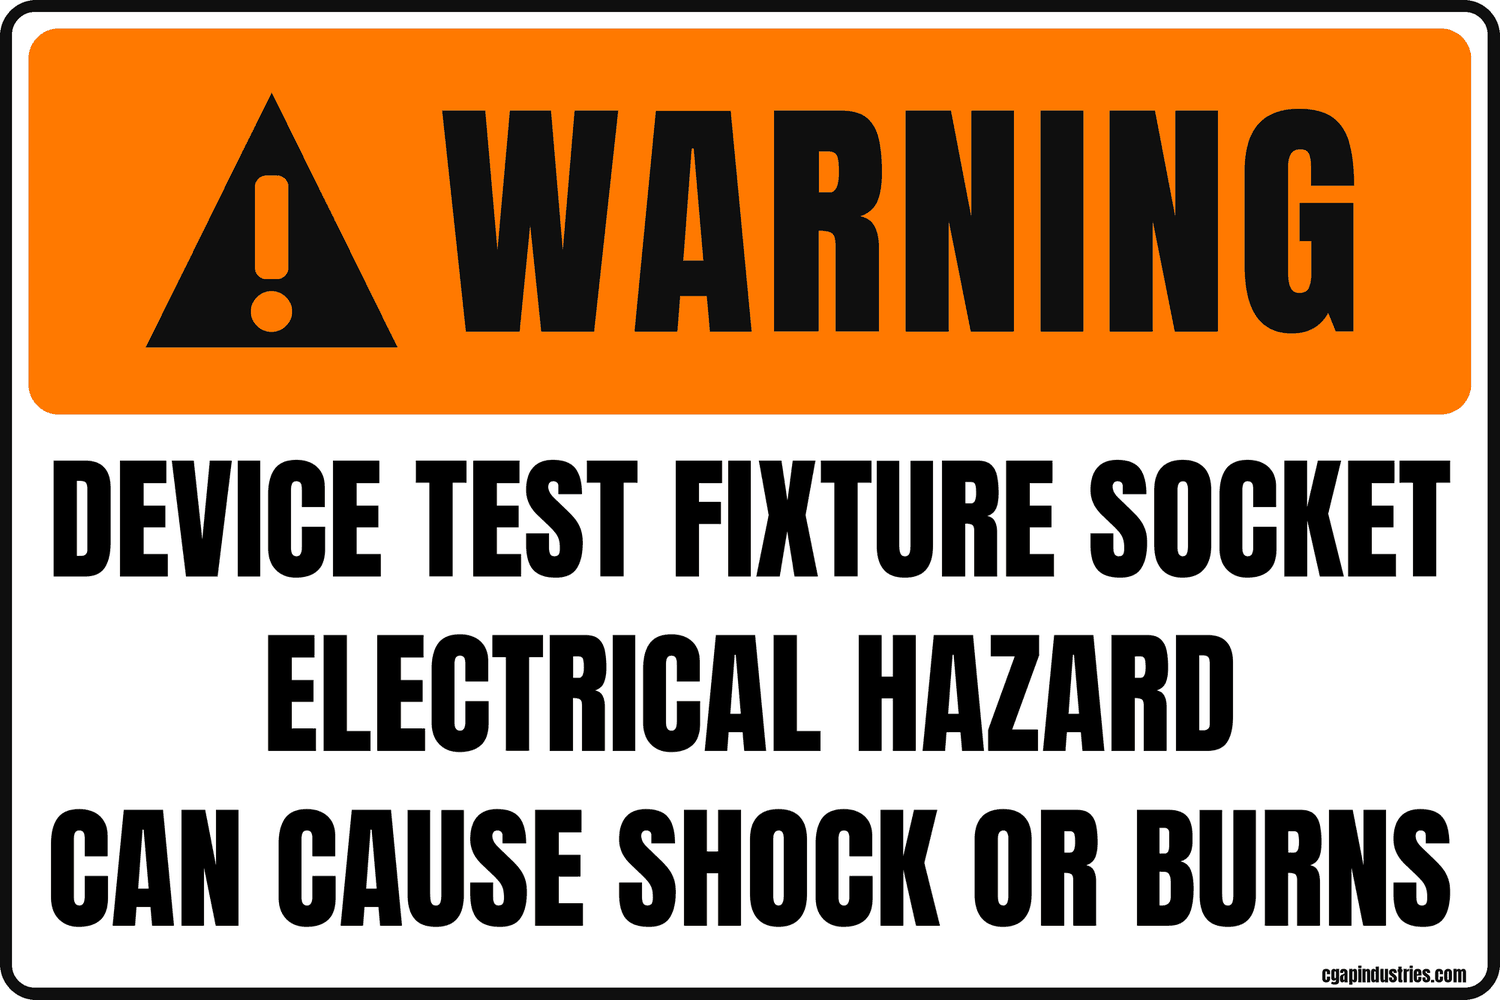 WARNING
DEVICE TEST FIXTURE SOCKET
ELECTRICAL HAZARD
CAN CAUSE SHOCK OR BURNS
cgapindustries.com